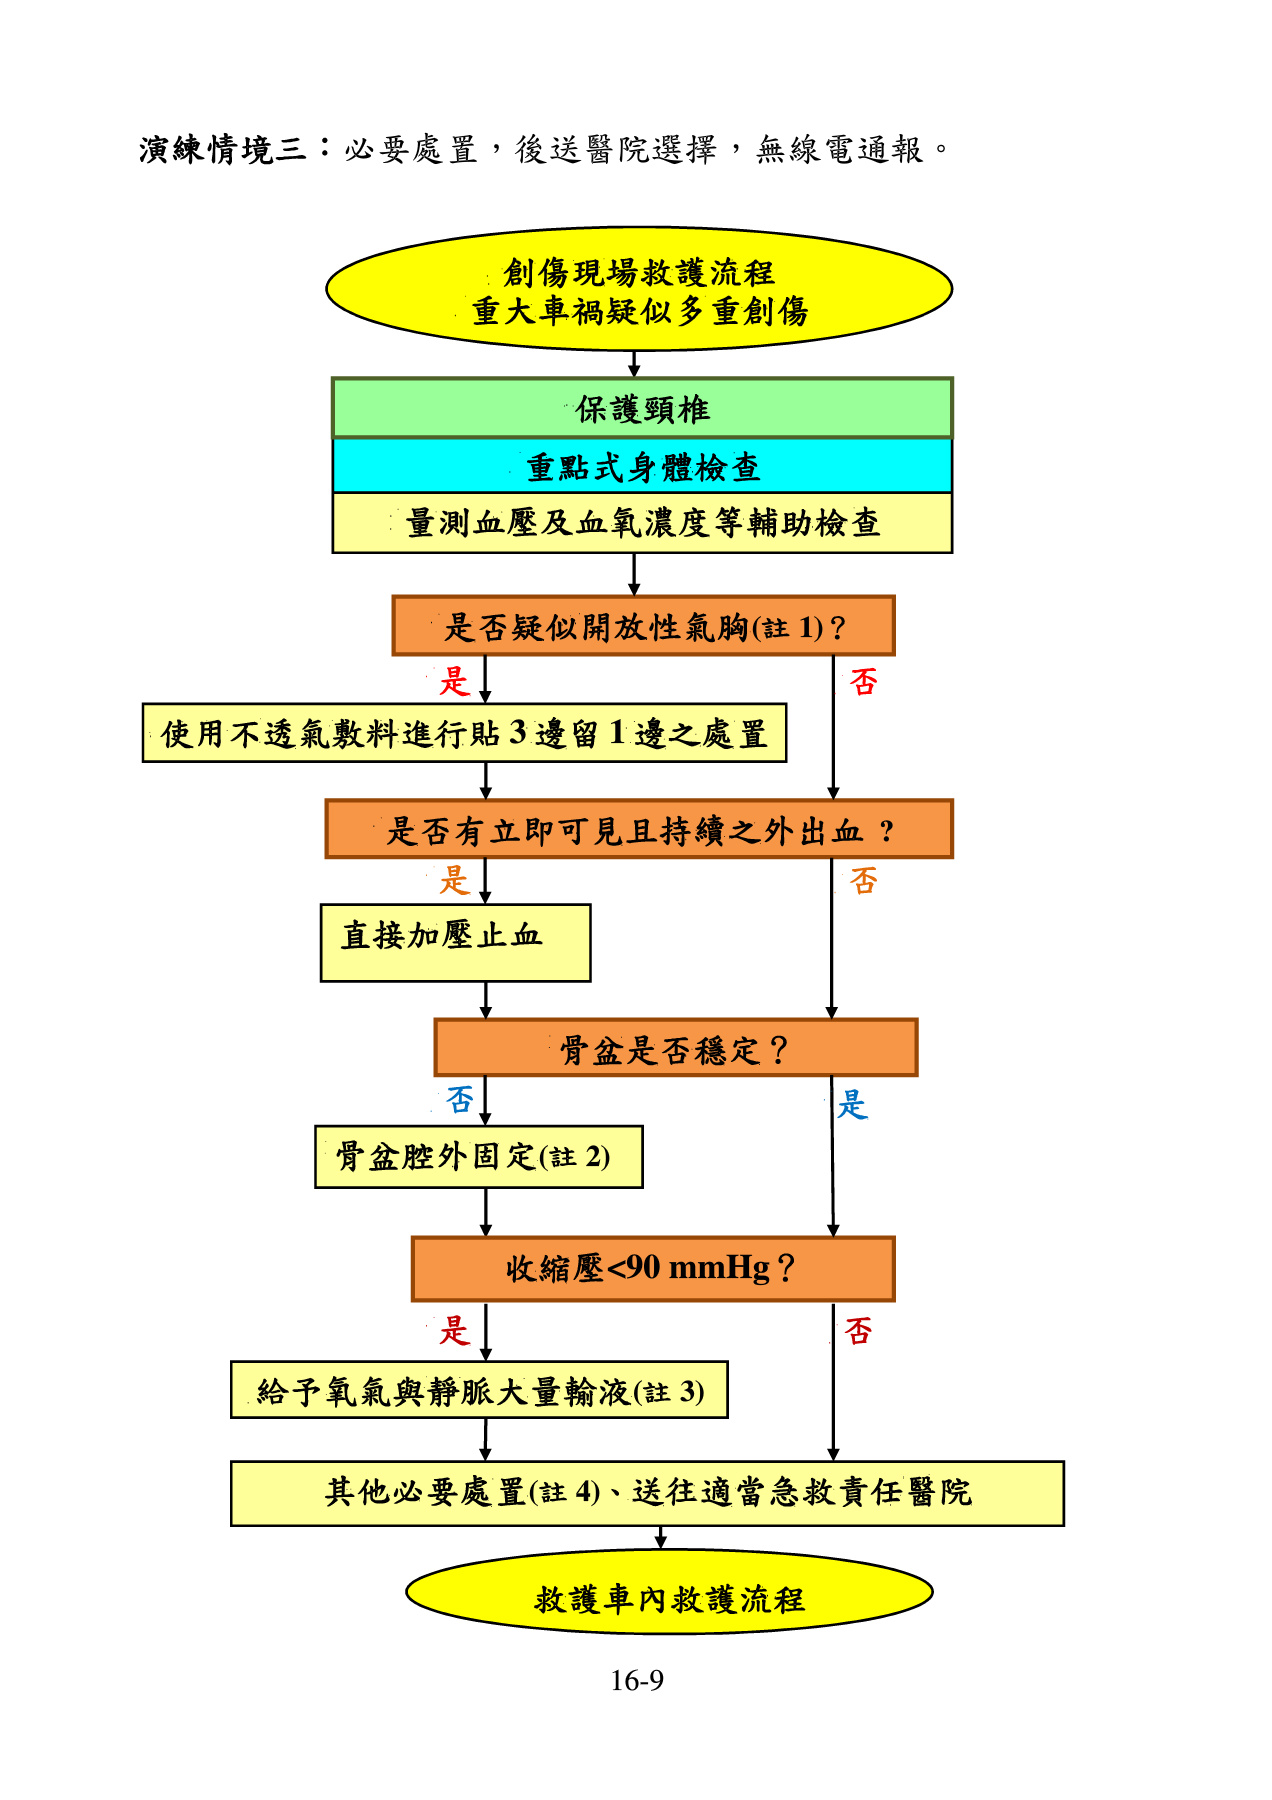 演練情境三：必要處置，後送醫院選擇，無線電通報。
創傷現場救護流程
重大車禍疑似多重創傷
保護頸椎
重點式身體檢查
量測血壓及血氧濃度等輔助檢查
是否疑似開放性氣胸(註 1)？
是
否
使用不透氣敷料進行貼 3 邊留 1 邊之處置
是否有立即可見且持續之外出血 ?
是
否
直接加壓止血
骨盆是否穩定？
否
是
骨盆腔外固定(註 2)
收縮壓<90 mmHg？
是
否
給予氧氣與靜脈大量輸液(註 3)
其他必要處置(註 4)、送往適當急救責任醫院
救護車內救護流程
16-9